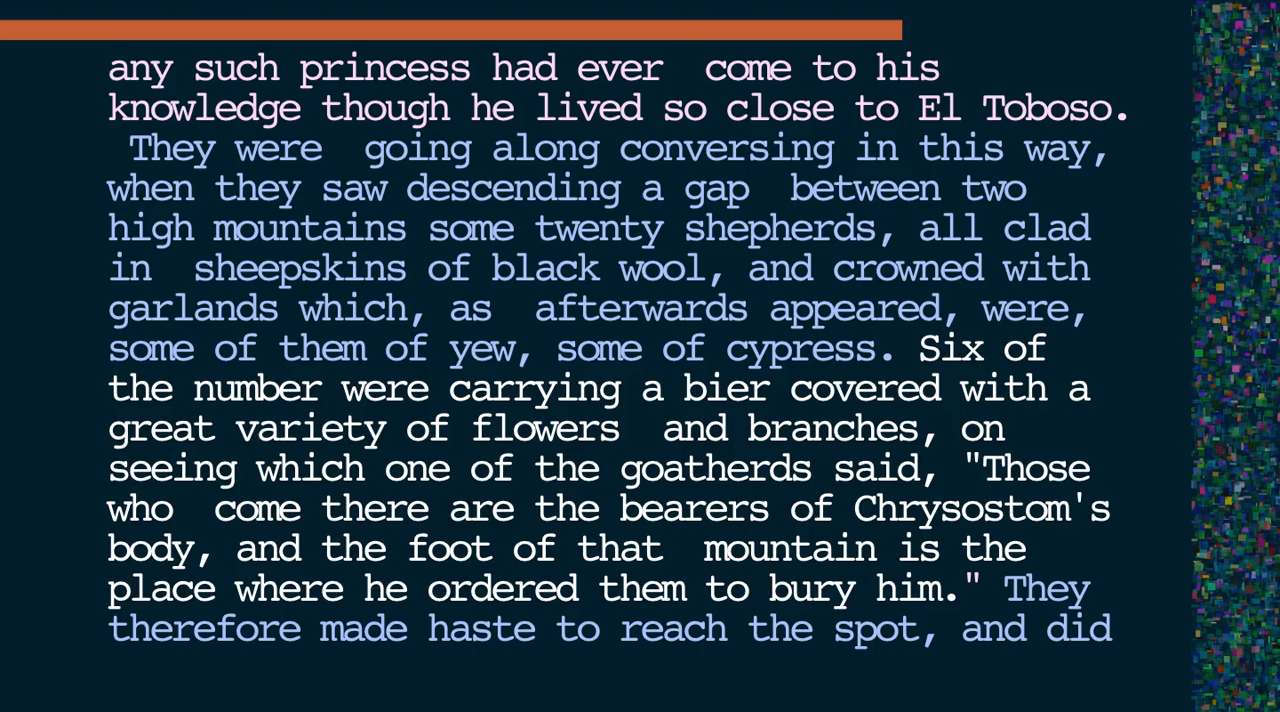 any such princess had ever  come to his
knowledge though he lived so close to El Toboso.
 They were  going along conversing in this way,
when they saw descending a gap  between two
high mountains some twenty shepherds, all clad
in  sheepskins of black wool, and crowned with
garlands which, as  afterwards appeared, were,
some of them of yew, some of cypress. Six of
the number were carrying a bier covered with a
great variety of flowers  and branches, on
seeing which one of the goatherds said, "Those
who  come there are the bearers of Chrysostom's
body, and the foot of that  mountain is the
place where he ordered them to bury him." They
therefore made haste to reach the spot, and did